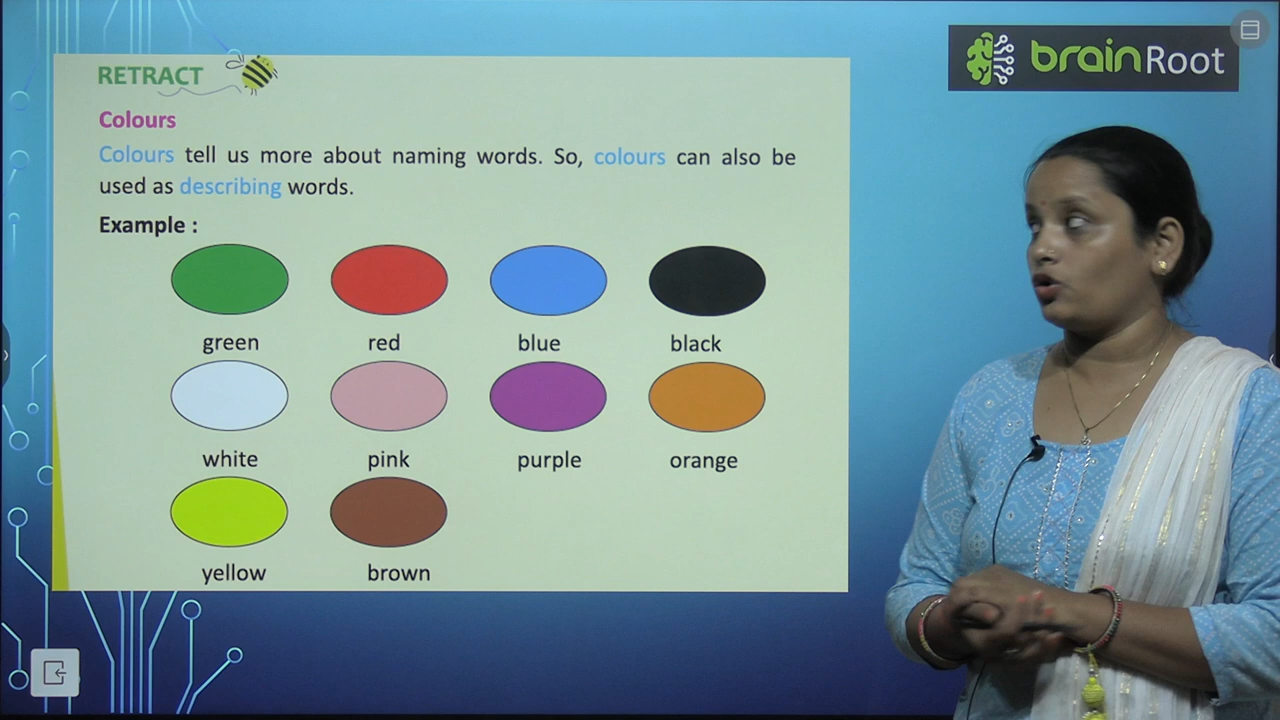 brainRoot
RETRACT
Colours
Colours tell us more about naming words. So, colours can also be
used as describing words.
Example :
green red blue black
white pink purple orange
yellow brown